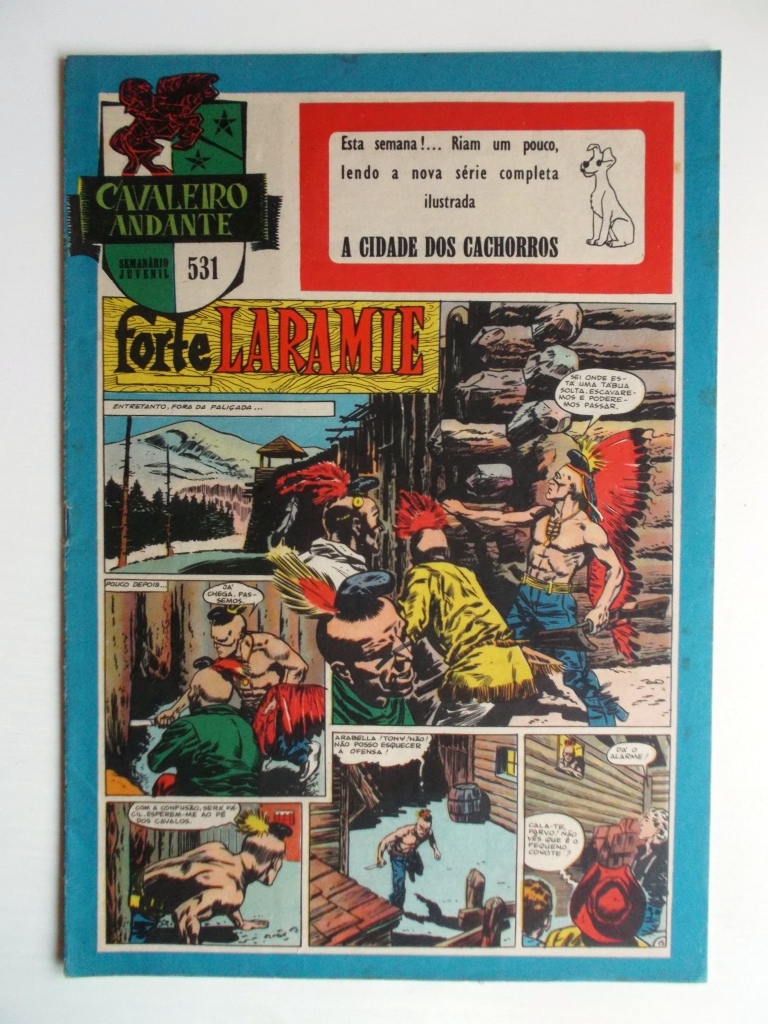 CAVALEIRO
ANDANTE
SEMANÁRIO
JUVENIL
531
Esta semana!... Riam um pouco,
lendo a nova série completa
ilustrada
A CIDADE DOS CACHORROS
forte LARAMIE
ENTRETANTO, FORA DA PALIÇADA...
SEI ONDE ES-
TÁ UMA TÁBUA
SOLTA. ESCAVARE-
MOS E PODERE-
MOS PASSAR.
POUCO DEPOIS...
JÁ
CHEGA. PAS-
SEMOS.
COM A CONFUSÃO, SERÁ FÁ-
CIL. ESPEREM-ME AO PÉ
DOS CAVALOS.
ARABELLA! TONY! NÃO!
NÃO POSSO ESQUECER
A OFENSA!
DÁ O
ALARME!
CALA-TE,
PARVO! NÃO
VÊS QUE É O
PEQUENO
COYOTE?